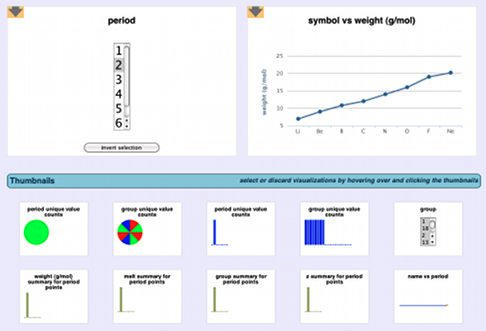 period
1
2
3
4
5
6
invert selection
symbol vs weight (g/mol)
weight (g/mol)
25
20
15
10
5
Li Be B C N O F Ne
Thumbnails
select or discard visualizations by hovering over and clicking the thumbnails
period unique value
counts
group unique value
counts
period unique value
counts
group unique value
counts
group
1
18
2
13
weight (g/mol)
summary for period
points
melt summary for
period points
group summary for
period points
z summary for period
points
name vs period